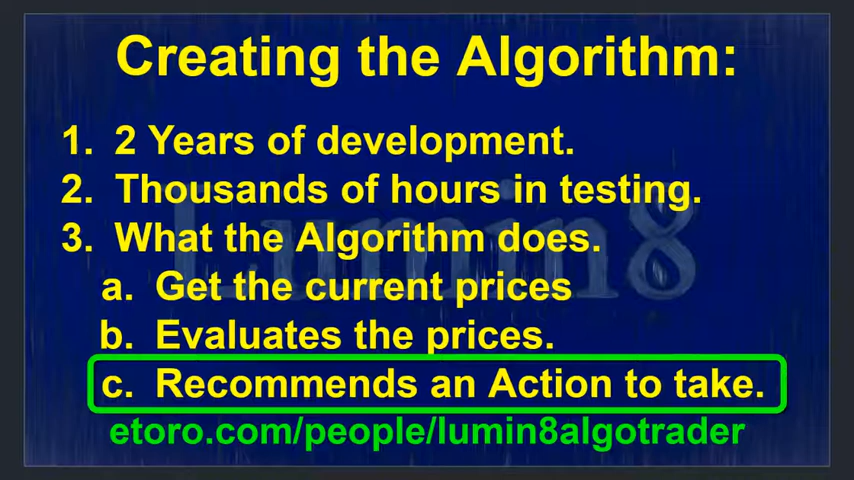 Creating the Algorithm:
1. 2 Years of development.
2. Thousands of hours in testing.
3. What the Algorithm does.
a. Get the current prices
b. Evaluates the prices.
c. Recommends an Action to take.
etoro.com/people/lumin8algotrader
Lumin8